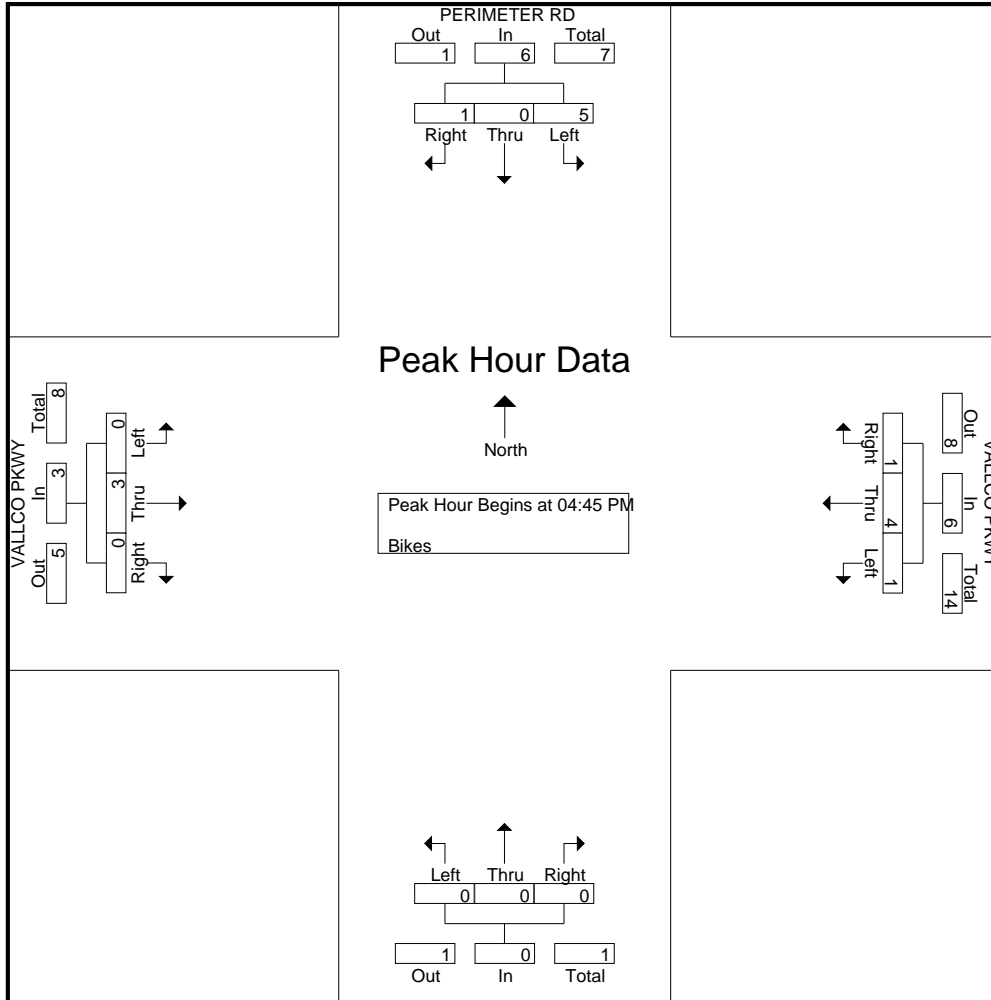 PERIMETER RD
Out In Total
1 6 7
1 0 5
Right Thru Left
Peak Hour Data
North
Peak Hour Begins at 04:45 PM
Bikes
VALLCO PKWY
Total In Out
8 3 5
0 3 0
Left Thru Right
VALLCO PKWY
Out In Total
8 6 14
1 4 1
Right Thru Left
Left Thru Right
0 0 0
1 0 1
Out In Total